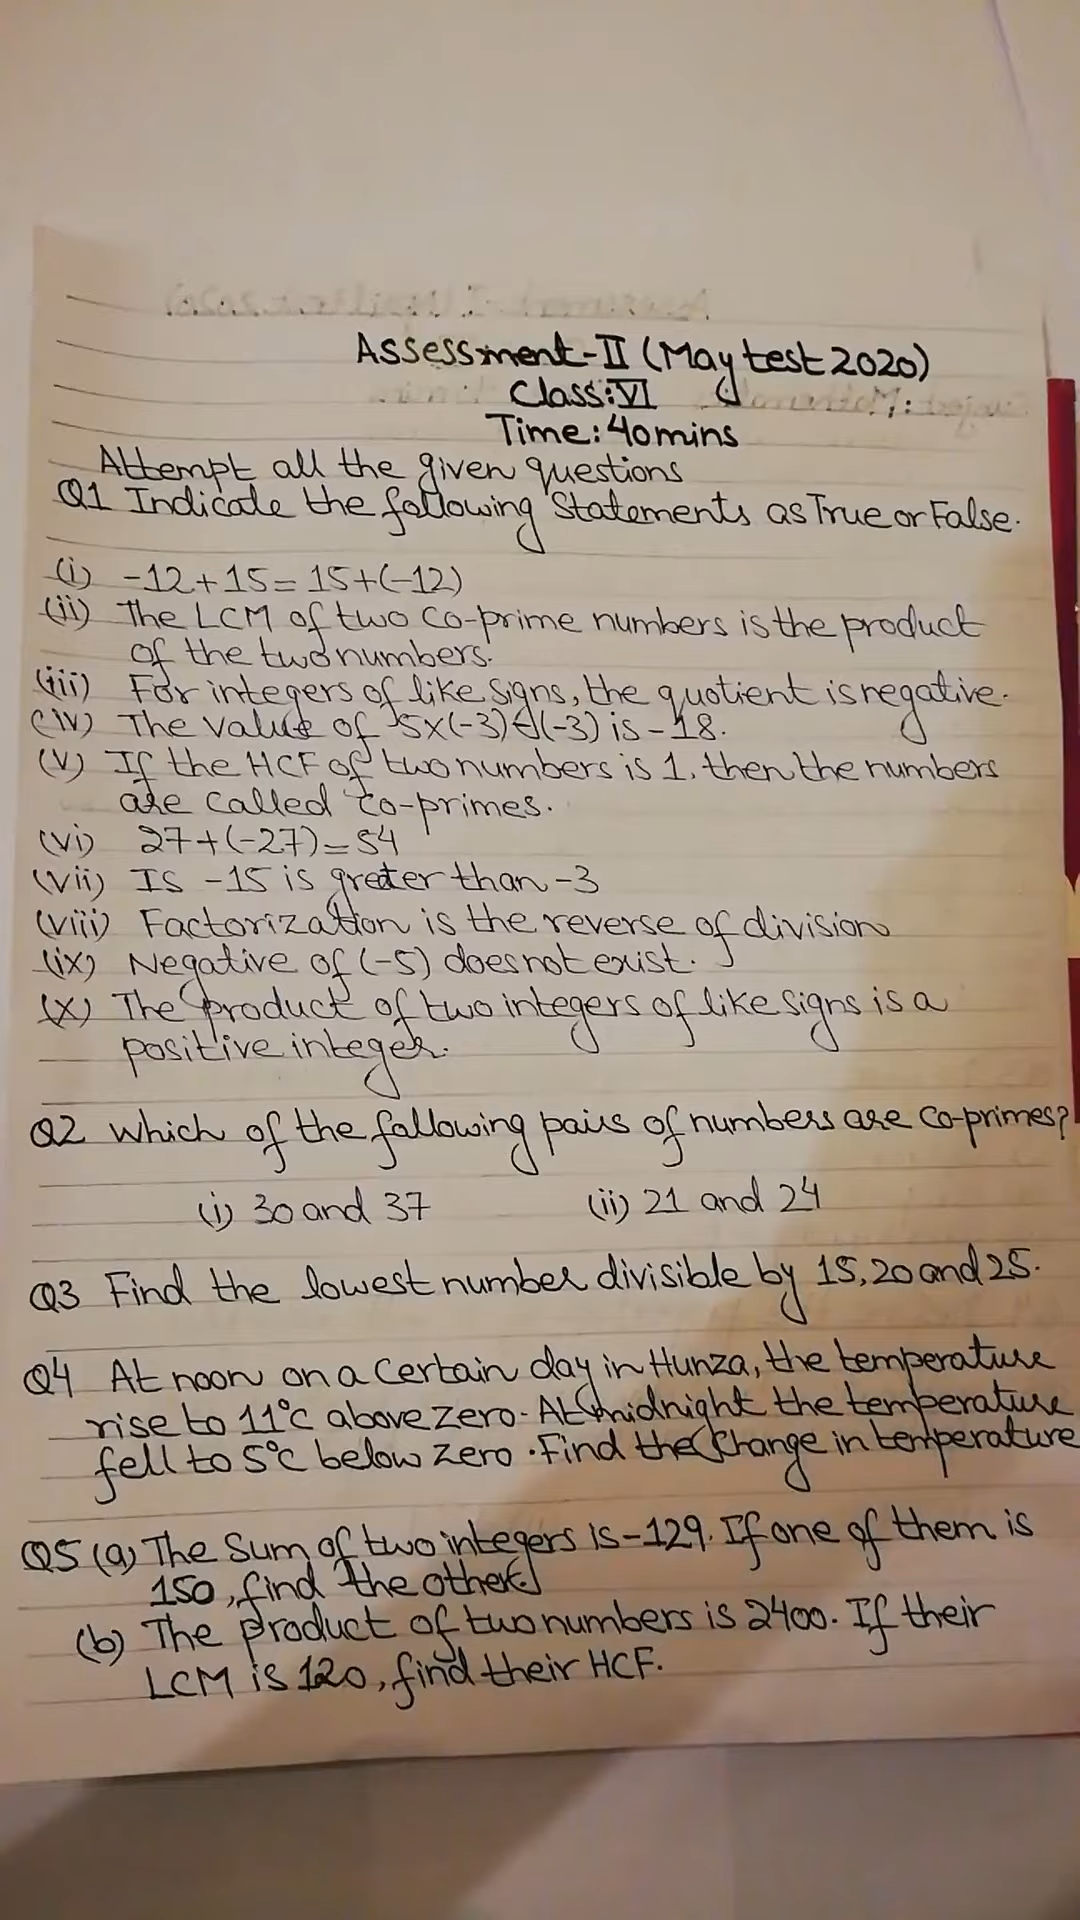 Assessment-II (May test 2020)
Class:VI
Time: 40mins
Attempt all the given questions
Q1 Indicate the following Statements as True or False.
(i) -12+15=15+(-12)
(ii) The LCM of two Co-prime numbers is the product
of the two numbers.
(iii) For integers of like signs, the quotient is negative.
(iv) The value of 5x(-3) (-3) is -18.
(v) If the HCF of two numbers is 1, then the numbers
are called co-primes.
(vi) 27+(-27)=54
(vii) Is -15 is greter than -3
(viii) Factorization is the reverse of division
(ix) Negative of (-5) does not exist.
(x) The product of two integers of like signs is a
positive integer.
Q2 which of the following pairs of numbers are co-primes?
(i) 30 and 37 (ii) 21 and 24
Q3 Find the lowest number divisible by 15, 20 and 25.
Q4 At noon on a certain day in Hunza, the temperature
rise to 11°c above zero. At midnight the temperature
fell to 5°c below zero. Find the change in temperature
Q5 (a) The Sum of two integers is -129. If one of them is
150, find the other.
(b) The product of two numbers is 2400. If their
LCM is 120, find their HCF.